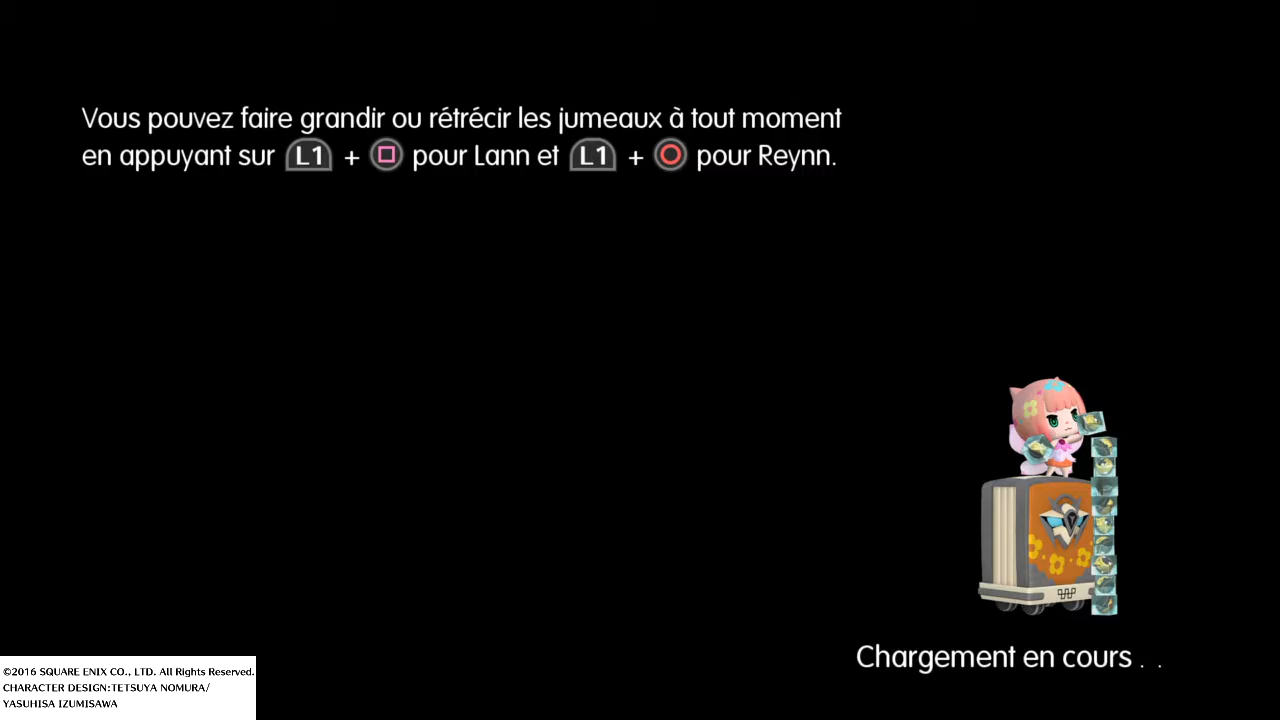 Vous pouvez faire grandir ou rétrécir les jumeaux à tout moment
en appuyant sur L1 + □ pour Lann et L1 + ○ pour Reynn.
Chargement en cours . .
©2016 SQUARE ENIX CO., LTD. All Rights Reserved.
CHARACTER DESIGN:TETSUYA NOMURA/
YASUHISA IZUMISAWA